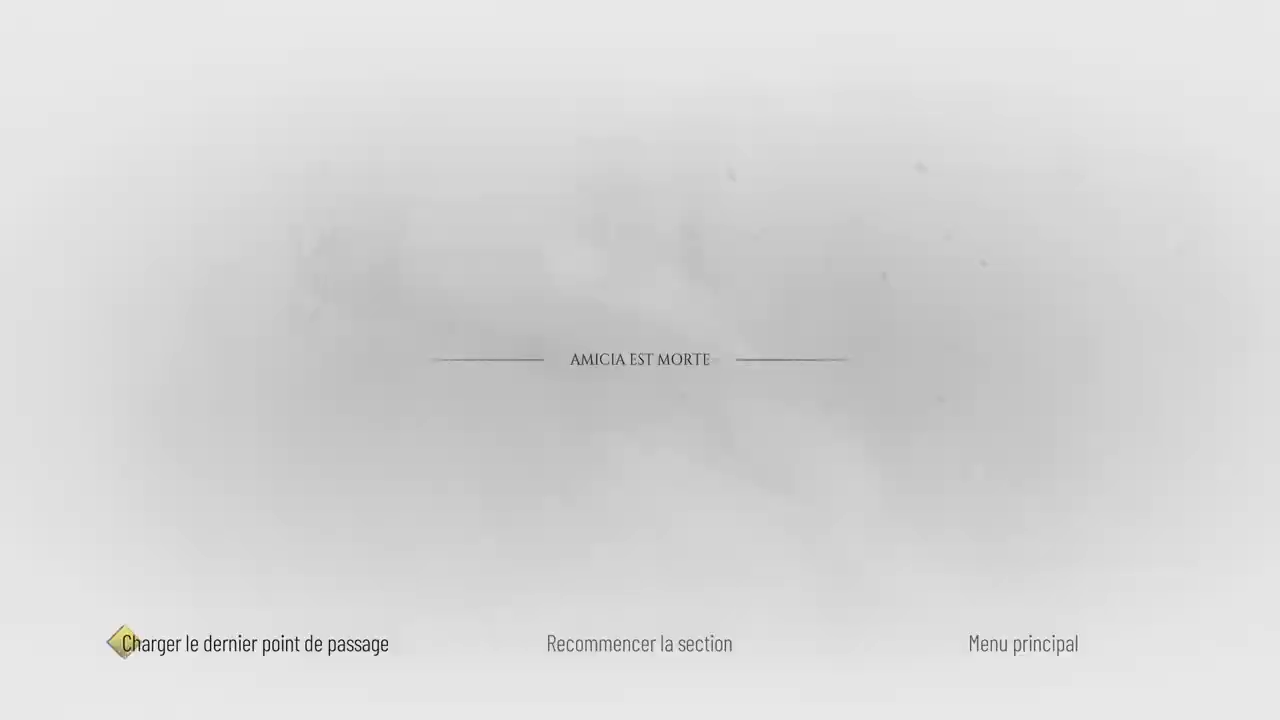 AMICIA EST MORTE
Charger le dernier point de passage
Recommencer la section
Menu principal